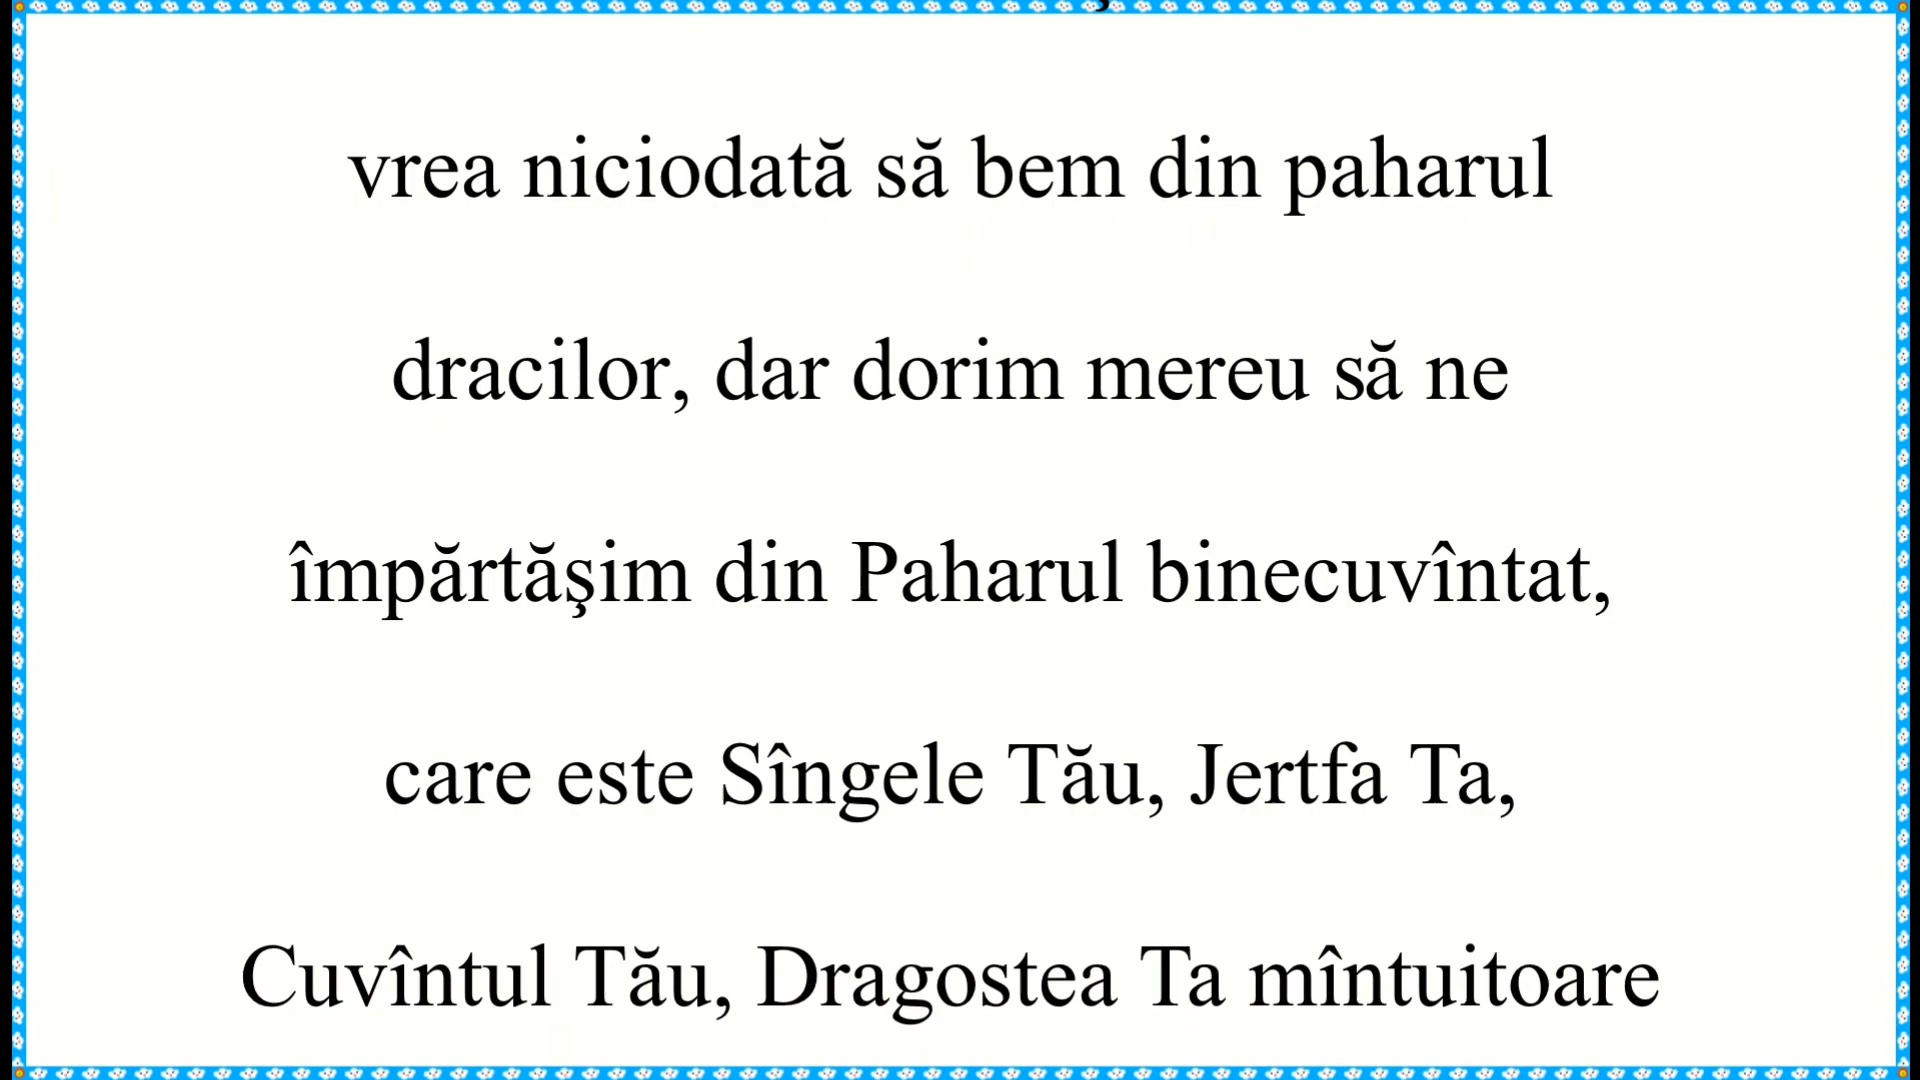 vrea niciodată să bem din paharul
dracilor, dar dorim mereu să ne
împărtăşim din Paharul binecuvîntat,
care este Sîngele Tău, Jertfa Ta,
Cuvîntul Tău, Dragostea Ta mîntuitoare